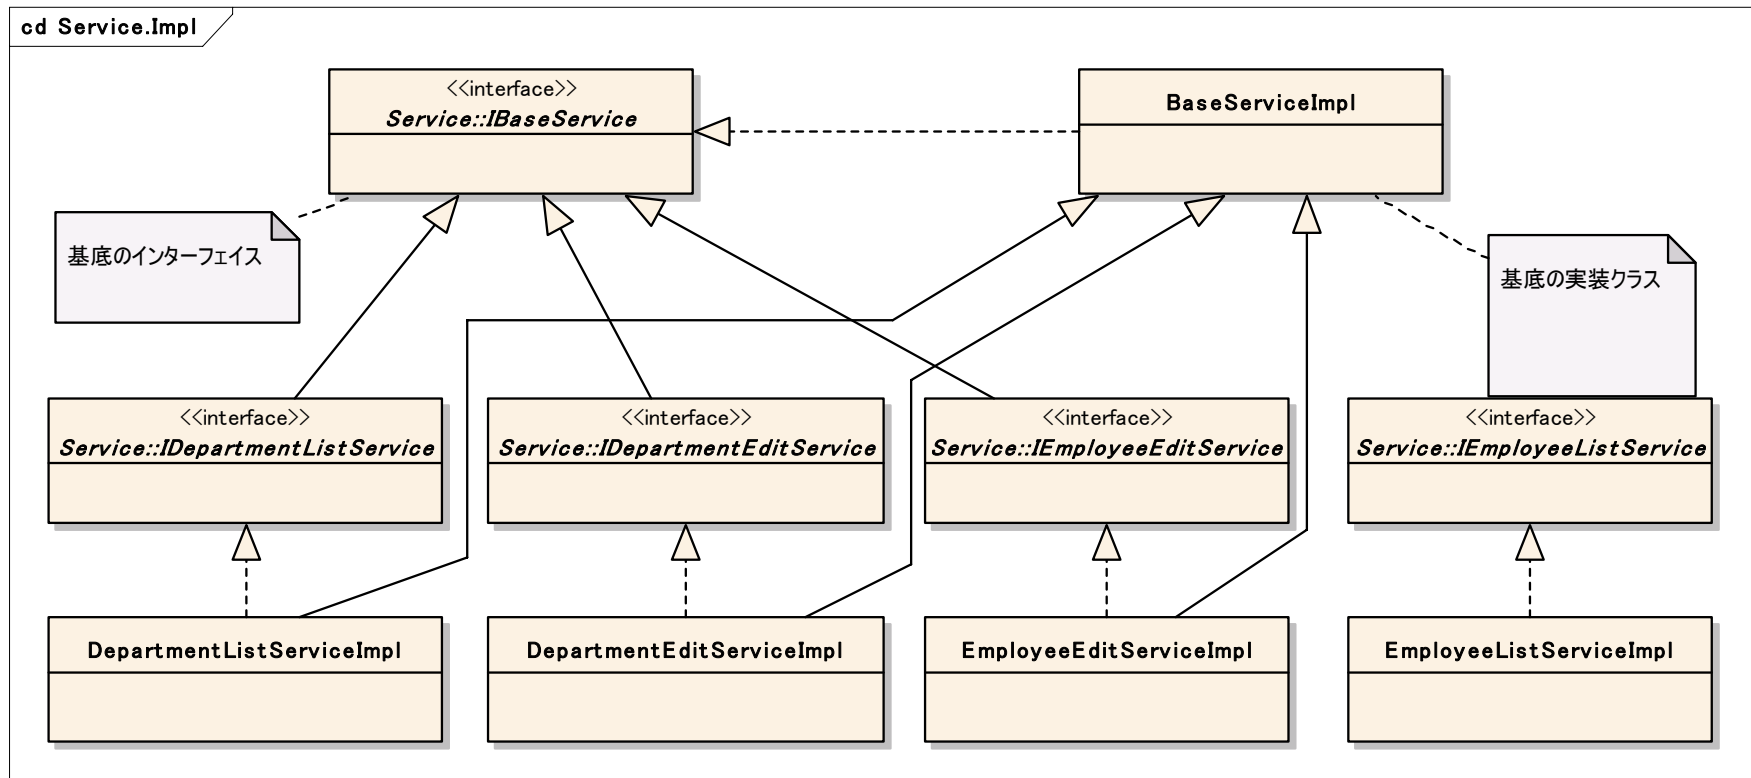 cd Service.Impl
<<interface>>
Service::IBaseService
BaseServiceImpl
基底のインターフェイス
基底の実装クラス
<<interface>>
Service::IDepartmentListService
<<interface>>
Service::IDepartmentEditService
<<interface>>
Service::IEmployeeEditService
<<interface>>
Service::IEmployeeListService
DepartmentListServiceImpl
DepartmentEditServiceImpl
EmployeeEditServiceImpl
EmployeeListServiceImpl